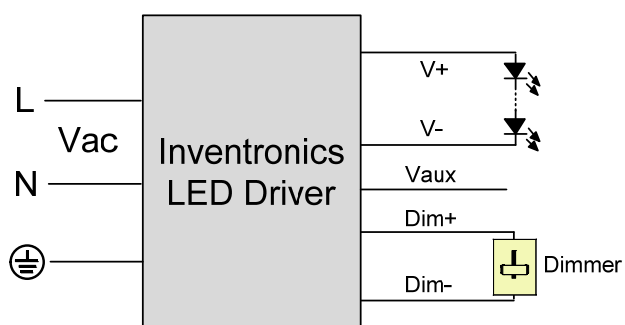 L
Vac
N
Inventronics
LED Driver
V+
V-
Vaux
Dim+
Dim-
Dimmer